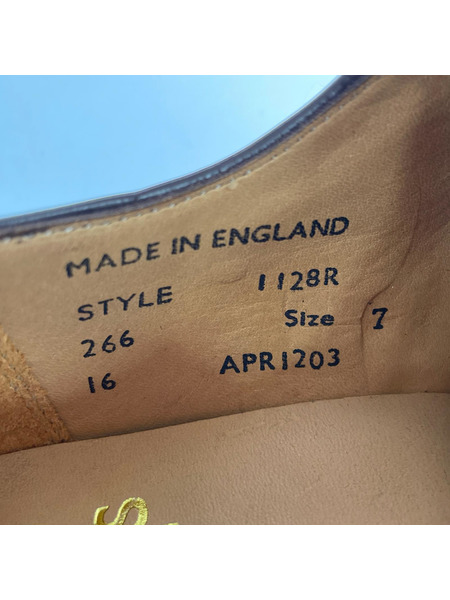 MADE IN ENGLAND
STYLE 1128R
266 Size 7
16 APR1203